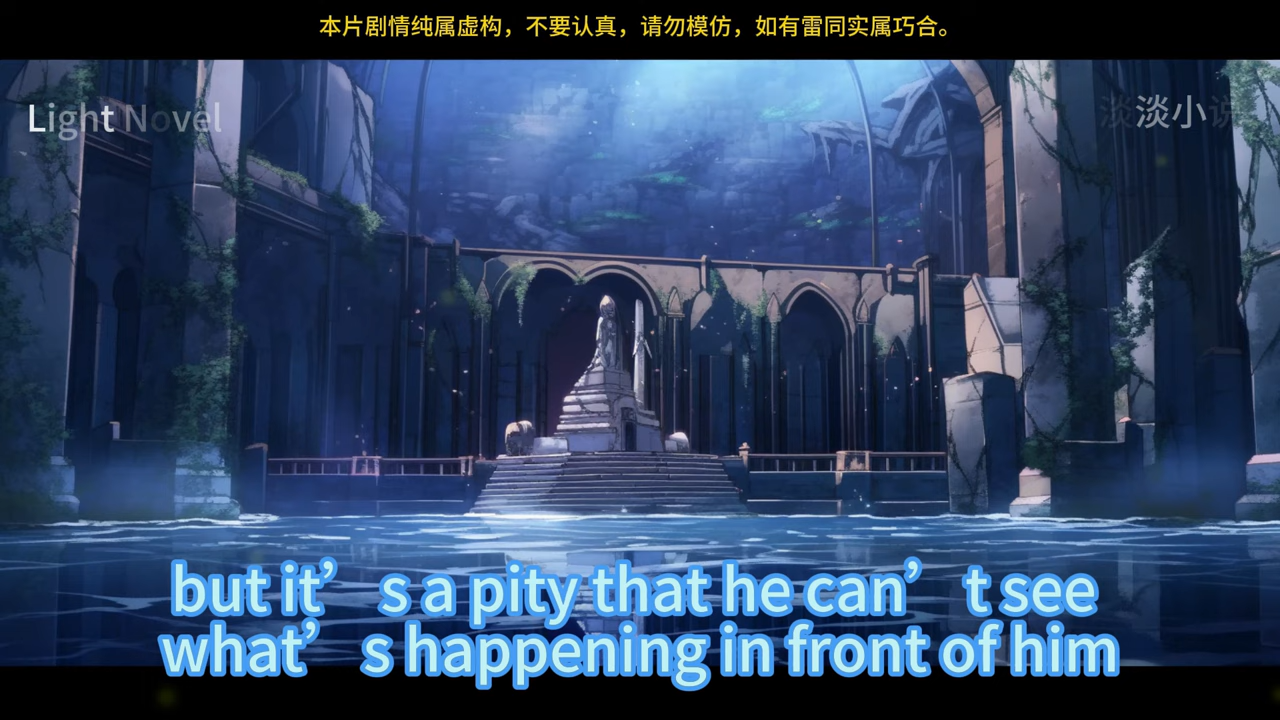 本片剧情纯属虚构，不要认真，请勿模仿，如有雷同实属巧合。
Light Novel
淡淡小说
but it’s a pity that he can’t see
what’s happening in front of him